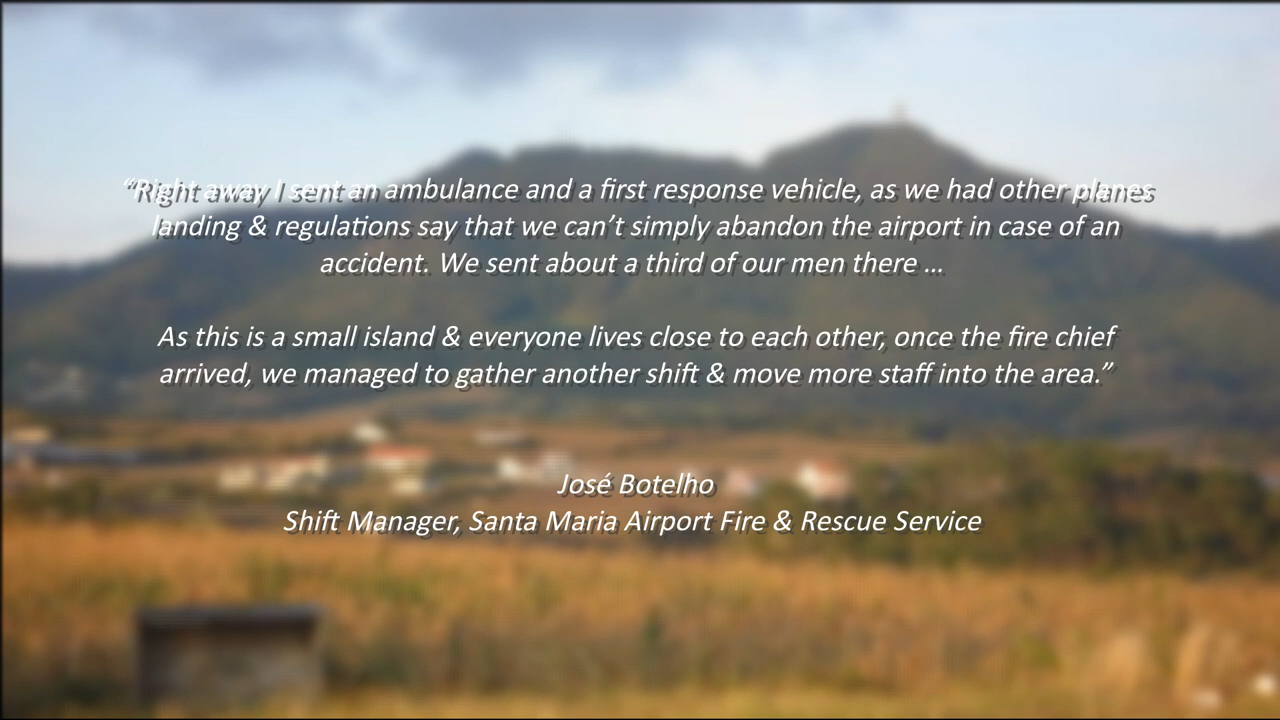 “Right away I sent an ambulance and a first response vehicle, as we had other planes
landing & regulations say that we can’t simply abandon the airport in case of an
accident. We sent about a third of our men there ...

As this is a small island & everyone lives close to each other, once the fire chief
arrived, we managed to gather another shift & move more staff into the area.”

José Botelho
Shift Manager, Santa Maria Airport Fire & Rescue Service